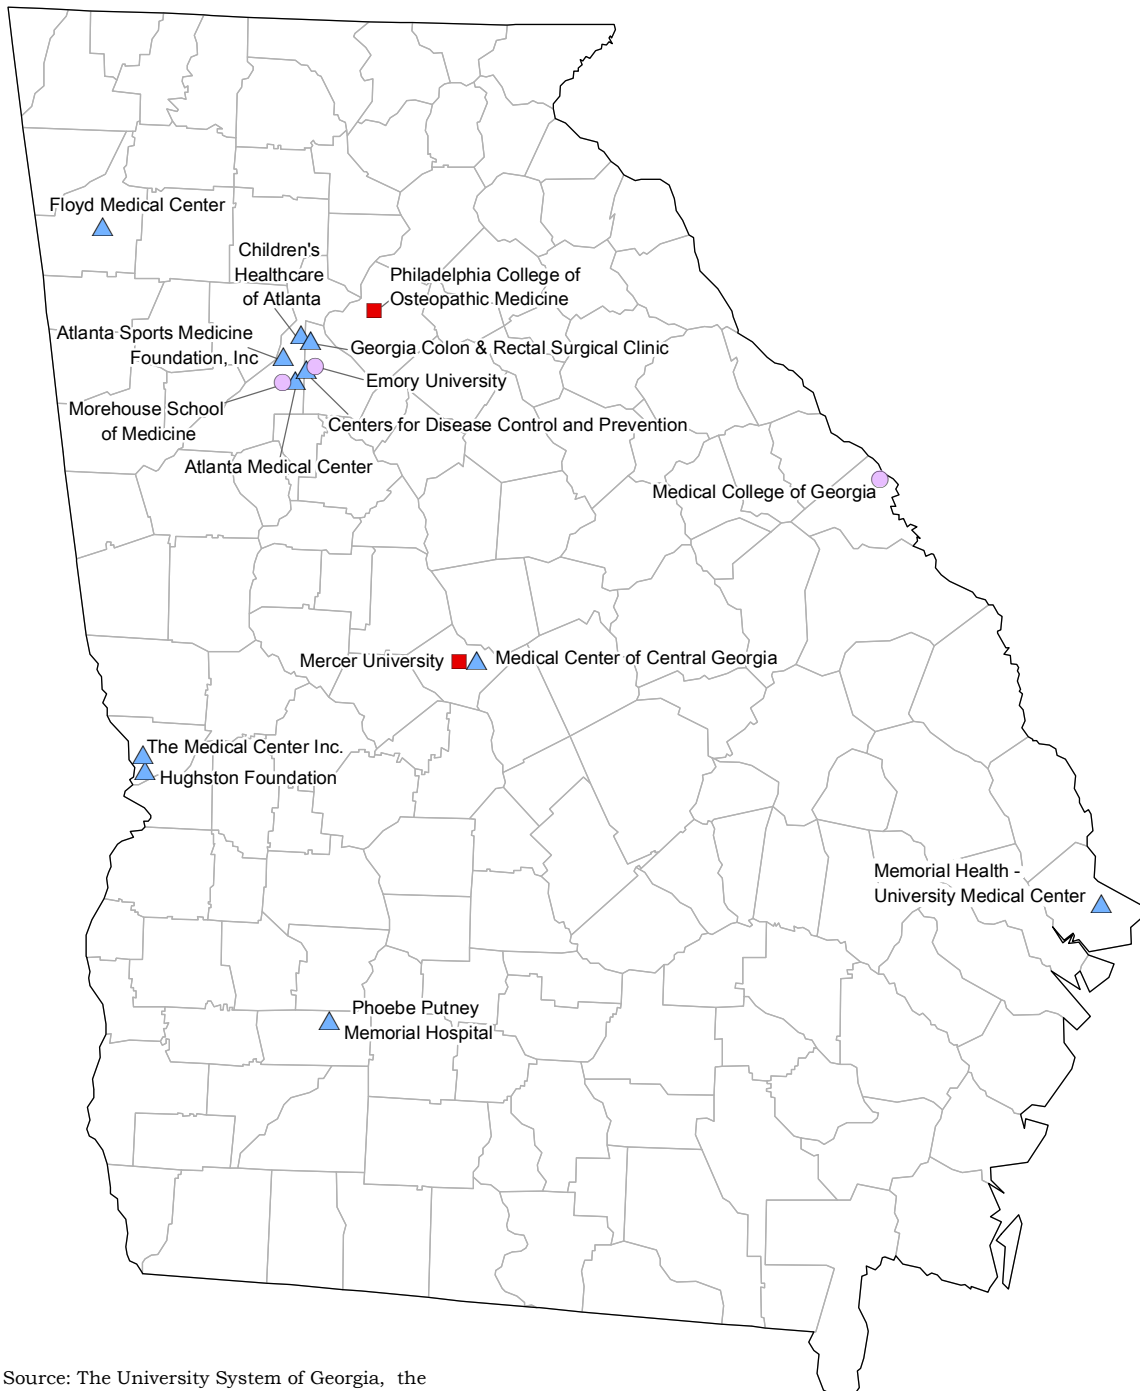 Floyd Medical Center
Children's
Healthcare
of Atlanta
Philadelphia College of
Osteopathic Medicine
Atlanta Sports Medicine
Foundation, Inc
Georgia Colon & Rectal Surgical Clinic
Emory University
Morehouse School
of Medicine
Centers for Disease Control and Prevention
Atlanta Medical Center
Medical College of Georgia
Mercer University
Medical Center of Central Georgia
The Medical Center Inc.
Hughston Foundation
Memorial Health -
University Medical Center
Phoebe Putney
Memorial Hospital
Source: The University System of Georgia, the